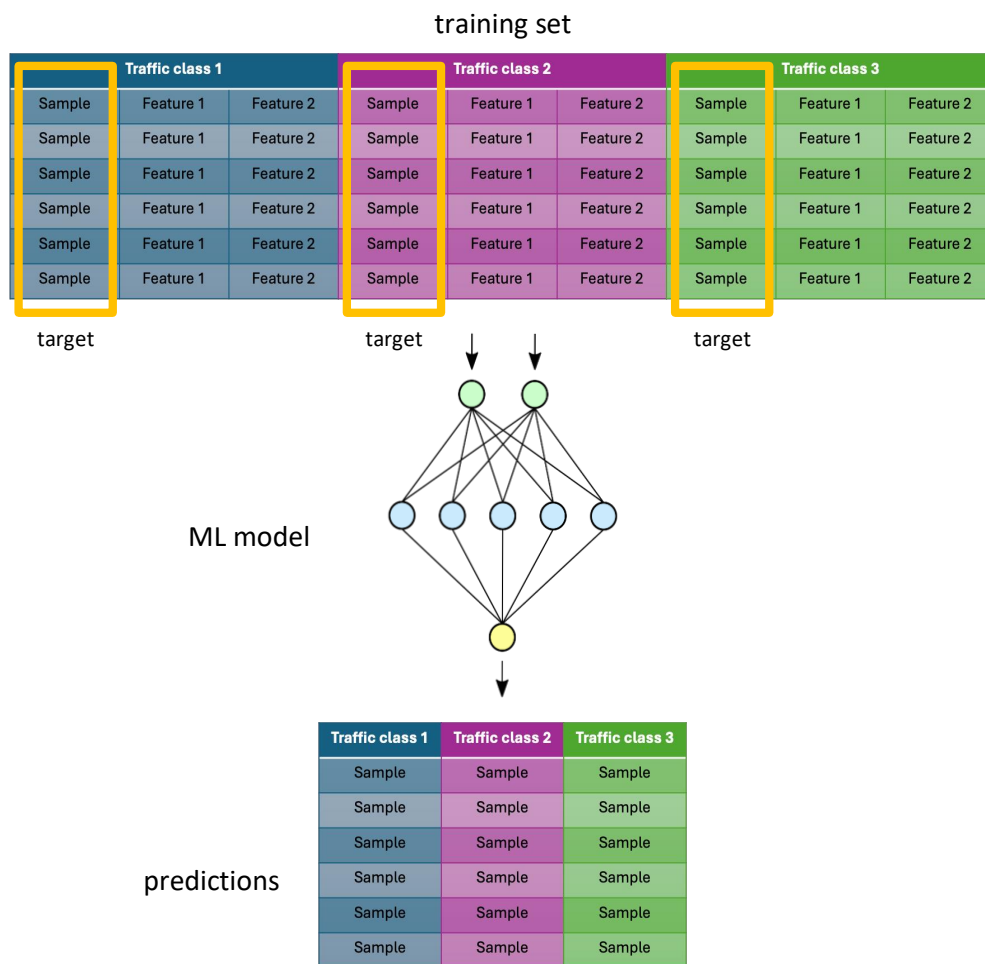 training set
Traffic class 1 Traffic class 2 Traffic class 3
Sample Feature 1 Feature 2 Sample Feature 1 Feature 2 Sample Feature 1 Feature 2
Sample Feature 1 Feature 2 Sample Feature 1 Feature 2 Sample Feature 1 Feature 2
Sample Feature 1 Feature 2 Sample Feature 1 Feature 2 Sample Feature 1 Feature 2
Sample Feature 1 Feature 2 Sample Feature 1 Feature 2 Sample Feature 1 Feature 2
Sample Feature 1 Feature 2 Sample Feature 1 Feature 2 Sample Feature 1 Feature 2
Sample Feature 1 Feature 2 Sample Feature 1 Feature 2 Sample Feature 1 Feature 2
target target target
ML model
Traffic class 1 Traffic class 2 Traffic class 3
Sample Sample Sample
Sample Sample Sample
Sample Sample Sample
predictions
Sample Sample Sample
Sample Sample Sample
Sample Sample Sample